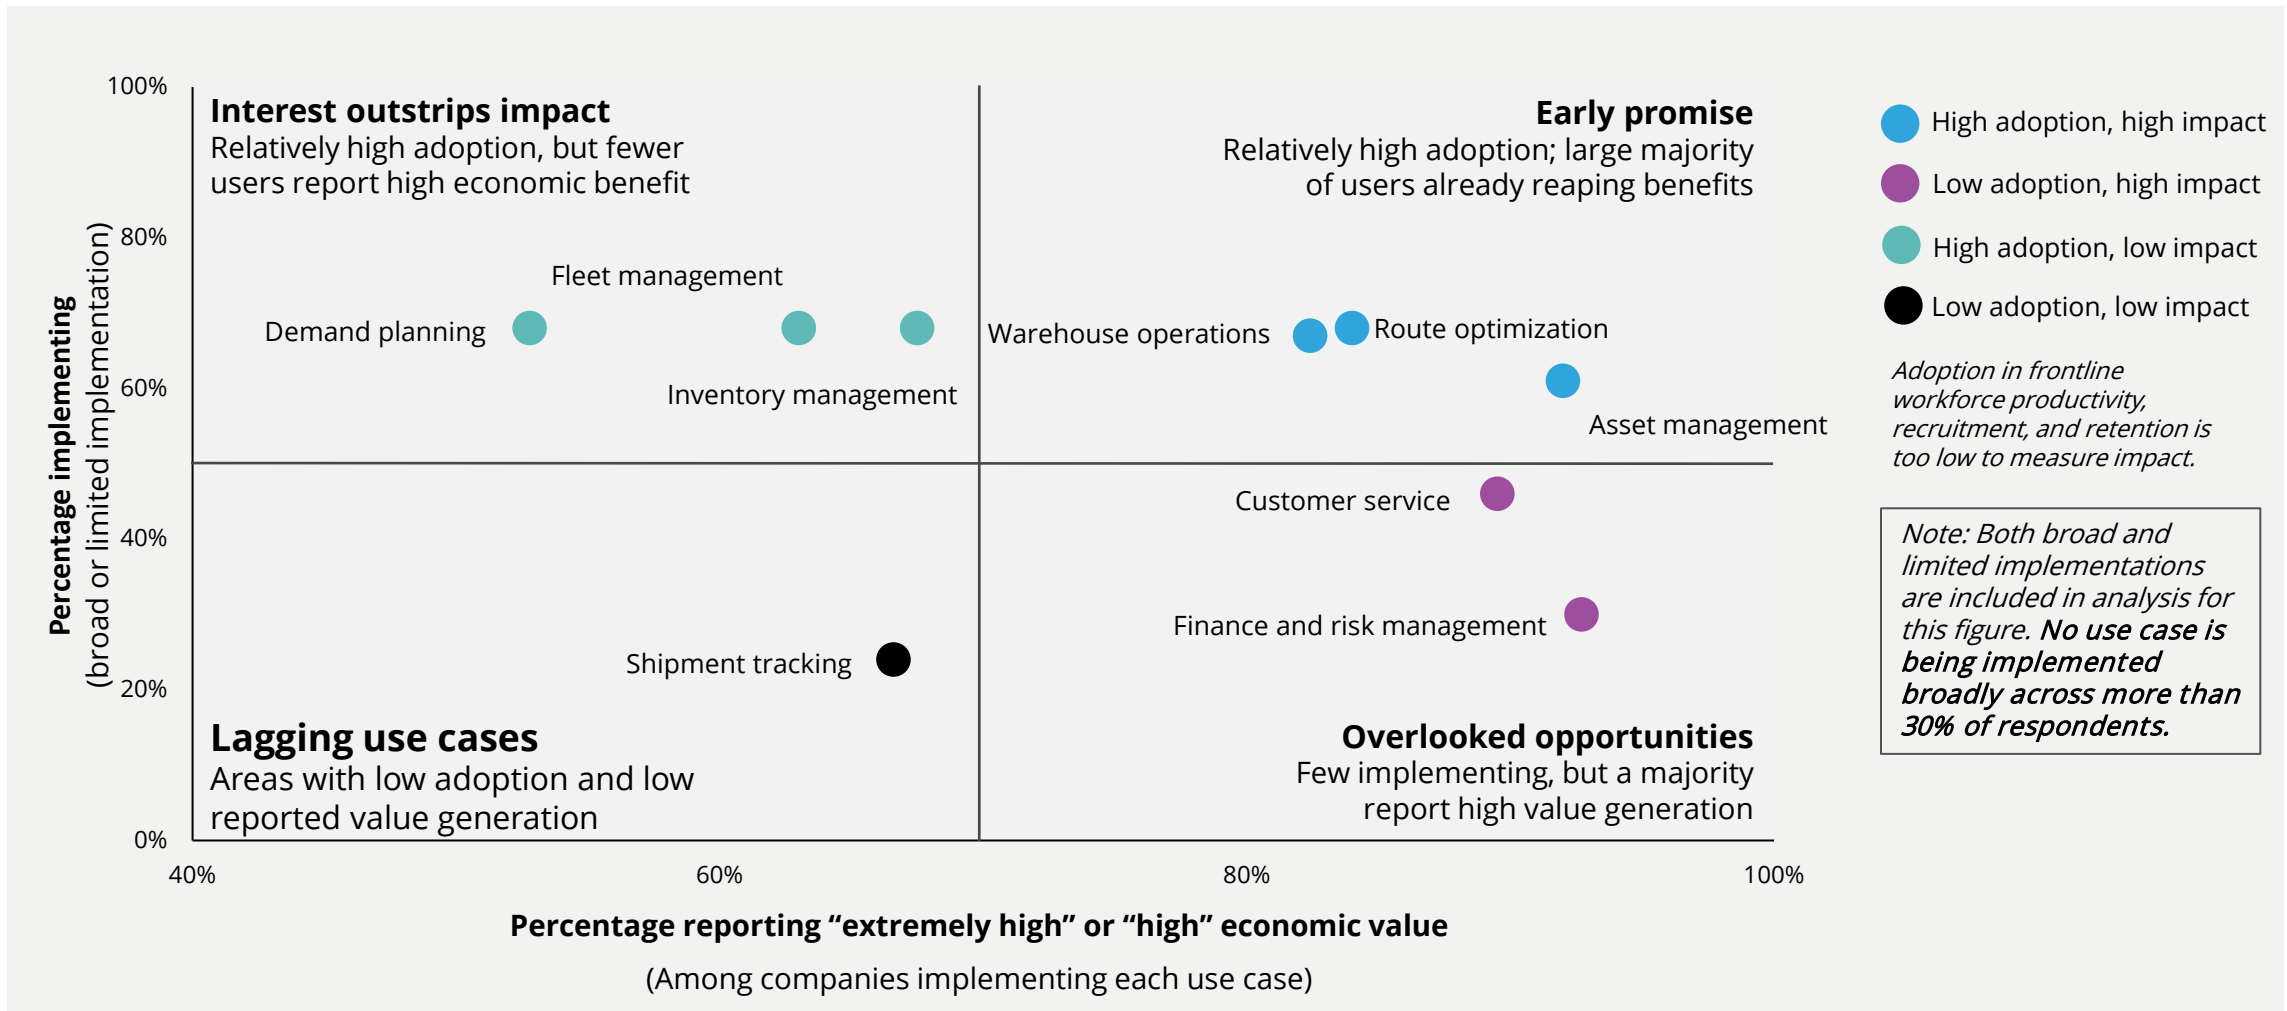 100%
80%
60%
40%
20%
0%
Percentage implementing
(broad or limited implementation)
Interest outstrips impact
Relatively high adoption, but fewer
users report high economic benefit
Early promise
Relatively high adoption; large majority
of users already reaping benefits
Fleet management
Demand planning
Inventory management
Warehouse operations
Route optimization
Asset management
Customer service
Finance and risk management
Shipment tracking
Lagging use cases
Areas with low adoption and low
reported value generation
Overlooked opportunities
Few implementing, but a majority
report high value generation
40%
60%
80%
100%
Percentage reporting “extremely high” or “high” economic value
(Among companies implementing each use case)
High adoption, high impact
Low adoption, high impact
High adoption, low impact
Low adoption, low impact
Adoption in frontline
workforce productivity,
recruitment, and retention is
too low to measure impact.
Note: Both broad and
limited implementations
are included in analysis for
this figure. No use case is
being implemented
broadly across more than
30% of respondents.